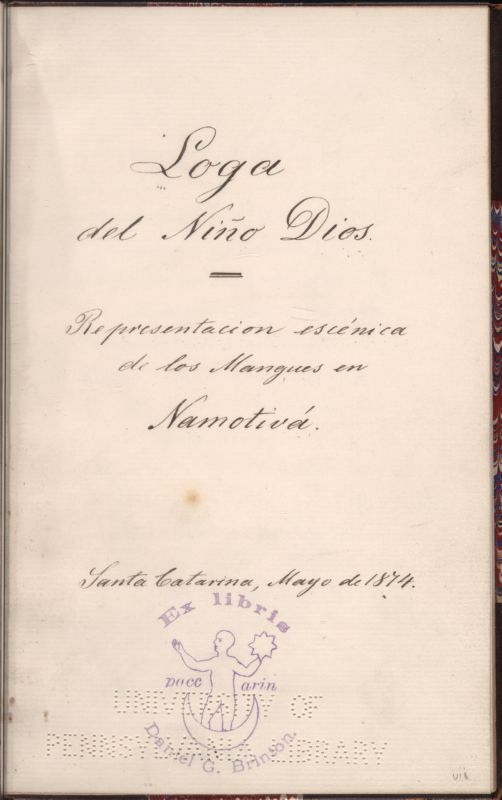 Loga
del Niño Dios.
Representacion escénica
de los Mangues en
Namotivá.
Santa Catarina, Mayo de 1874.
Ex libris
pace arin
Daniel G. Brinton.
UNIVERSITY OF
PENNSYLVANIA LIBRARY